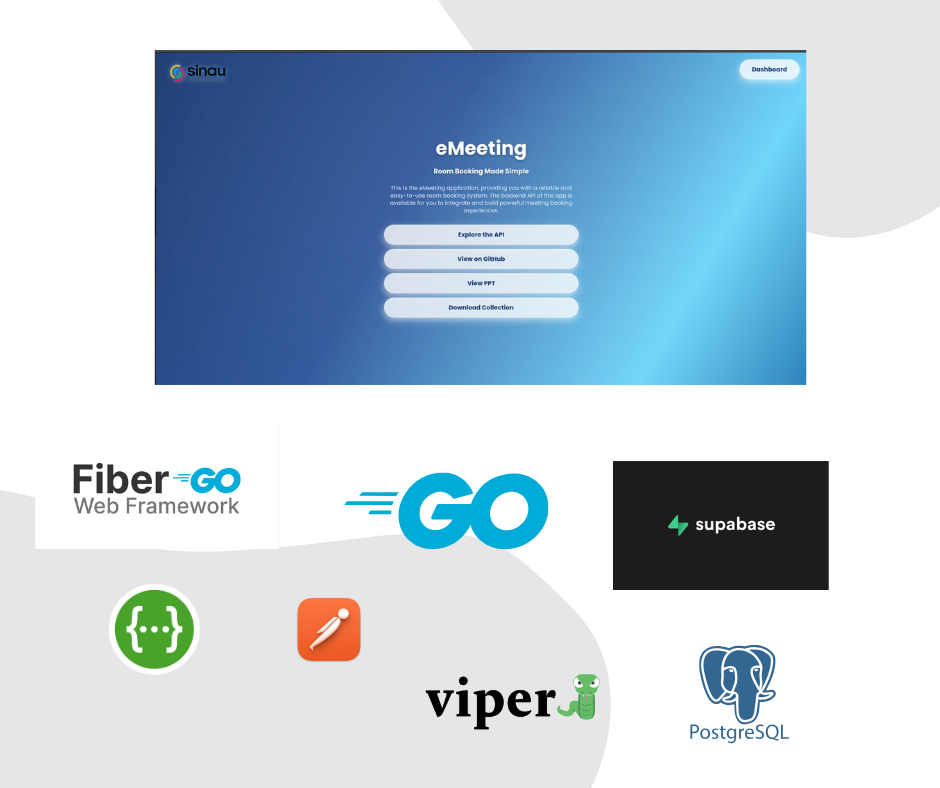 sinau
Dashboard
eMeeting
Room Booking Made Simple
This is the eMeeting application, providing you with a reliable and
easy-to-use room booking system. The backend API of this app is
available for you to integrate and build powerful meeting booking
experiences.
Explore the API
View on GitHub
View PPT
Download Collection
Fiber GO
Web Framework
GO
supabase
{...}
viper
PostgreSQL